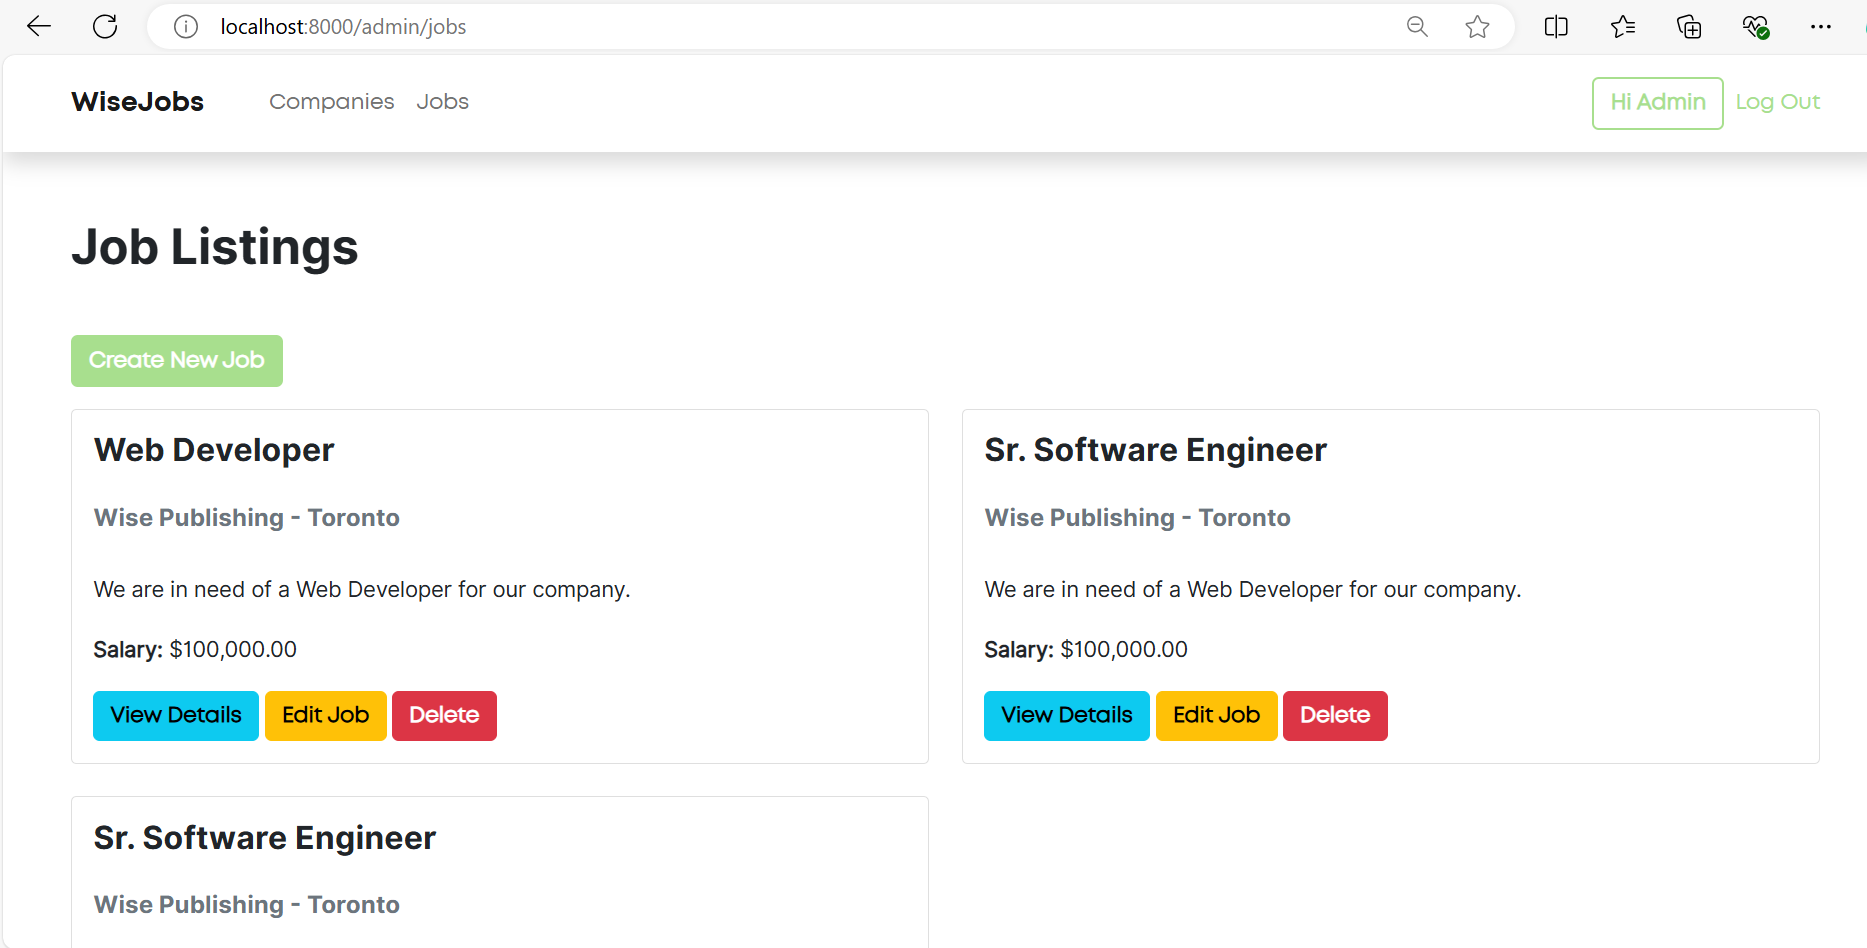 localhost:8000/admin/jobs
WiseJobs Companies Jobs Hi Admin Log Out
Job Listings
Create New Job
Web Developer
Wise Publishing - Toronto
We are in need of a Web Developer for our company.
Salary: $100,000.00
View Details Edit Job Delete
Sr. Software Engineer
Wise Publishing - Toronto
We are in need of a Web Developer for our company.
Salary: $100,000.00
View Details Edit Job Delete
Sr. Software Engineer
Wise Publishing - Toronto